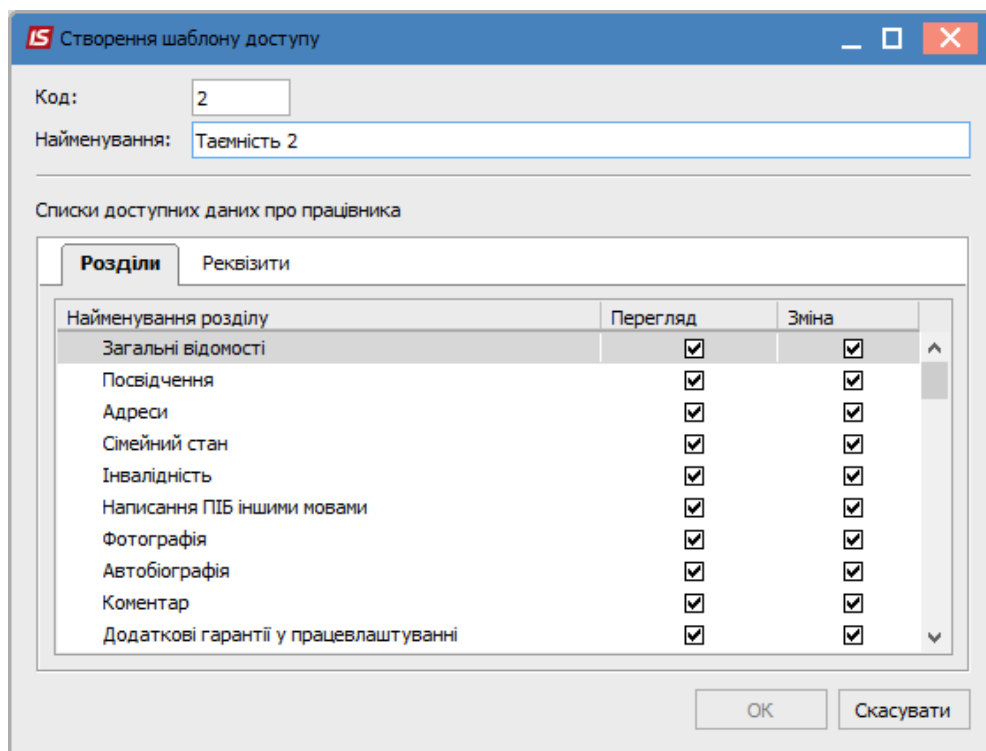 IS Створення шаблону доступу
Код: 2
Найменування: Таємність 2
Списки доступних даних про працівника
Розділи Реквізити
Найменування розділу Перегляд Зміна
Загальні відомості
Посвідчення
Адреси
Сімейний стан
Інвалідність
Написання ПІБ іншими мовами
Фотографія
Автобіографія
Коментар
Додаткові гарантії у працевлаштуванні
ОК Скасувати